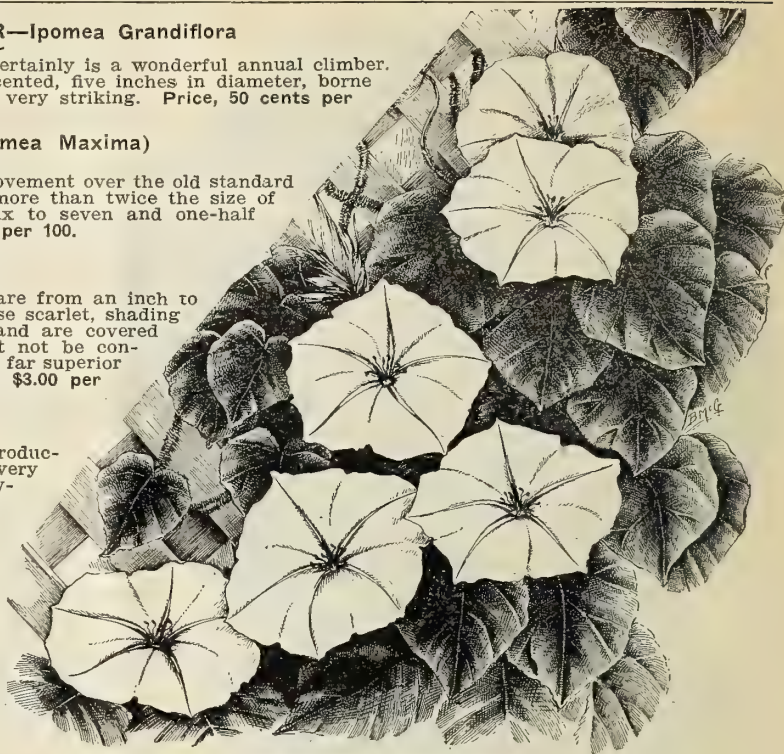 R—Ipomea Grandiflora
ertainly is a wonderful annual climber.
cented, five inches in diameter, borne
very striking. Price, 50 cents per
mea Maxima)
ovement over the old standard
more than twice the size of
x to seven and one-half
per 100.
are from an inch to
se scarlet, shading
and are covered
t not be con-
far superior
$3.00 per
roduc-
very
y-
B.McC